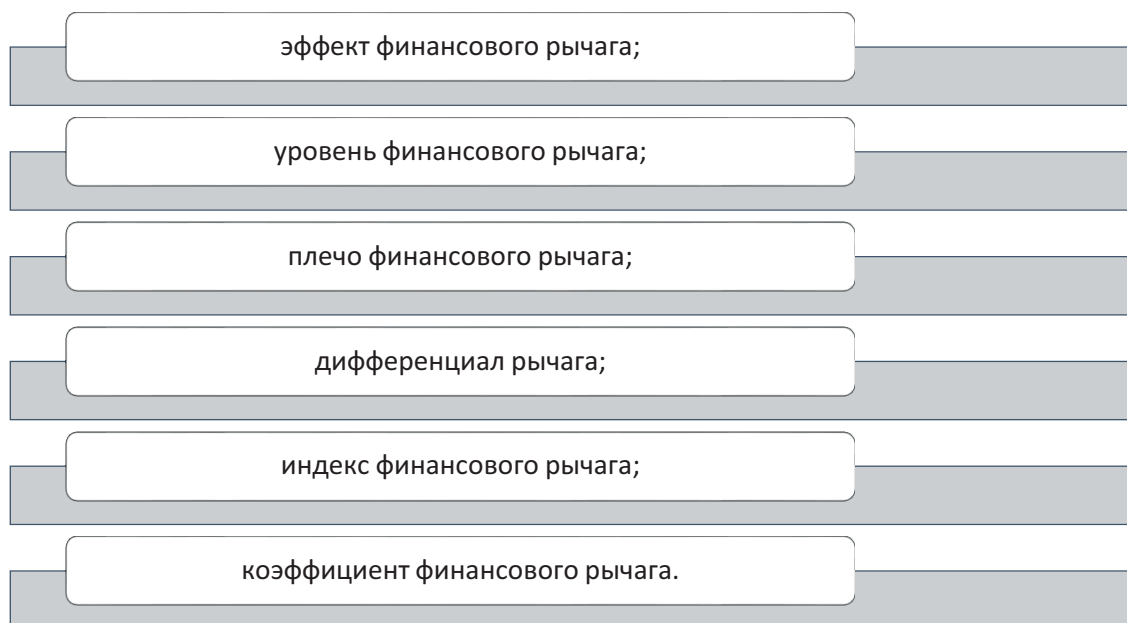 эффект финансового рычага;
уровень финансового рычага;
плечо финансового рычага;
дифференциал рычага;
индекс финансового рычага;
коэффициент финансового рычага.